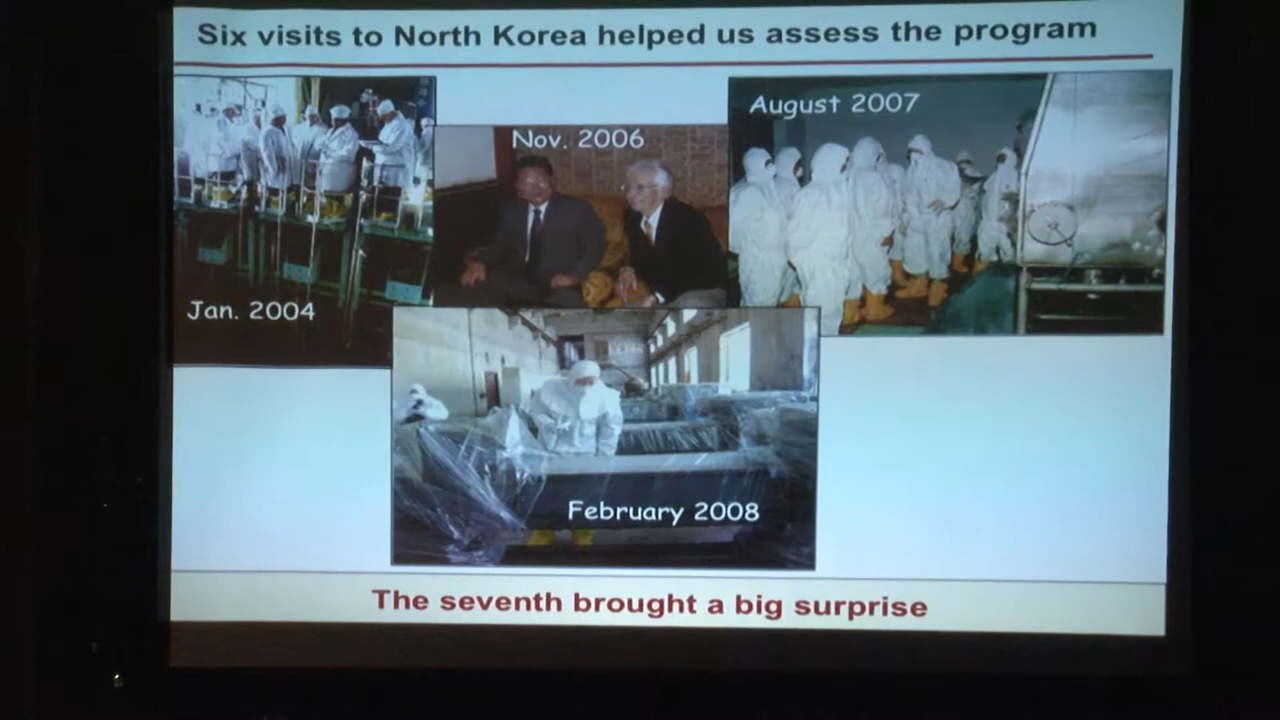 Six visits to North Korea helped us assess the program
Jan. 2004
Nov. 2006
August 2007
February 2008
The seventh brought a big surprise